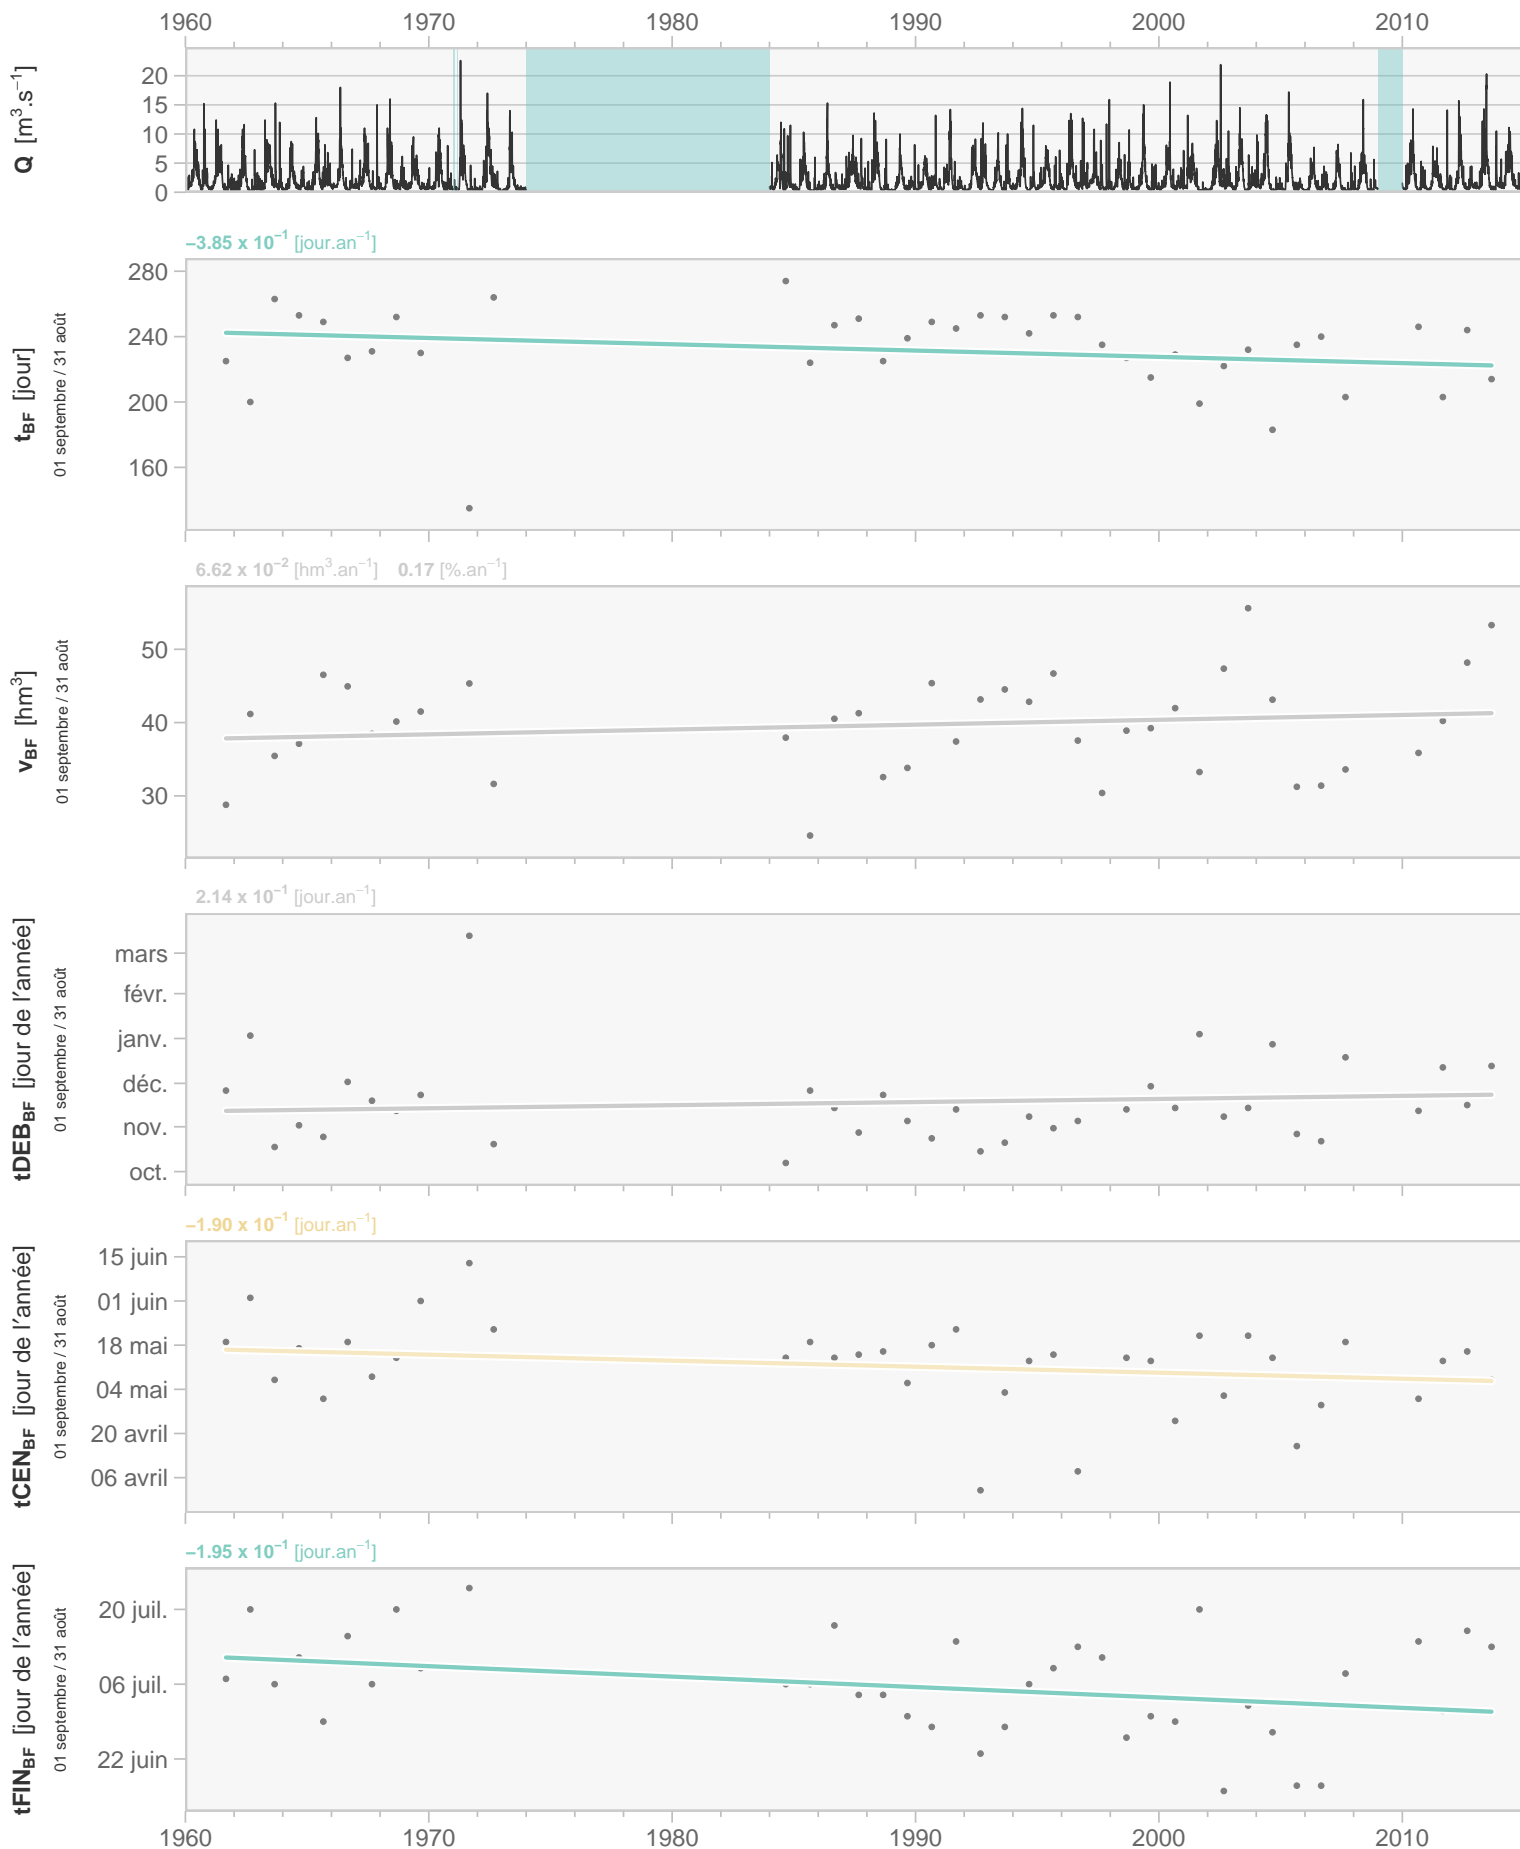 1960 1970 1980 1990 2000 2010
Q [m³.s⁻¹]
20
15
10
5
0
−3.85 x 10⁻¹ [jour.an⁻¹]
tBF [jour]
01 septembre / 31 août
280
240
200
160
6.62 x 10⁻² [hm³.an⁻¹] 0.17 [%.an⁻¹]
vBF [hm³]
01 septembre / 31 août
50
40
30
2.14 x 10⁻¹ [jour.an⁻¹]
tDEBBF [jour de l'année]
01 septembre / 31 août
mars
févr.
janv.
déc.
nov.
oct.
−1.90 x 10⁻¹ [jour.an⁻¹]
tCENBF [jour de l'année]
01 septembre / 31 août
15 juin
01 juin
18 mai
04 mai
20 avril
06 avril
−1.95 x 10⁻¹ [jour.an⁻¹]
tFINBF [jour de l'année]
01 septembre / 31 août
20 juil.
06 juil.
22 juin
1960 1970 1980 1990 2000 2010